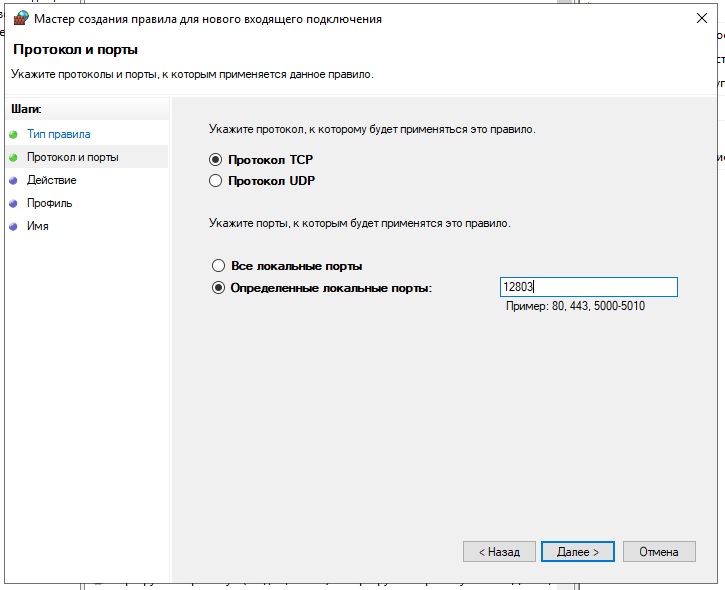 Мастер создания правила для нового входящего подключения
Протокол и порты
Укажите протоколы и порты, к которым применяется данное правило.
Шаги:
Тип правила
Протокол и порты
Действие
Профиль
Имя
Укажите протокол, к которому будет применяться это правило.
Протокол TCP
Протокол UDP
Укажите порты, к которым будет применятся это правило.
Все локальные порты
Определенные локальные порты:
12803
Пример: 80, 443, 5000-5010
< Назад
Далее >
Отмена